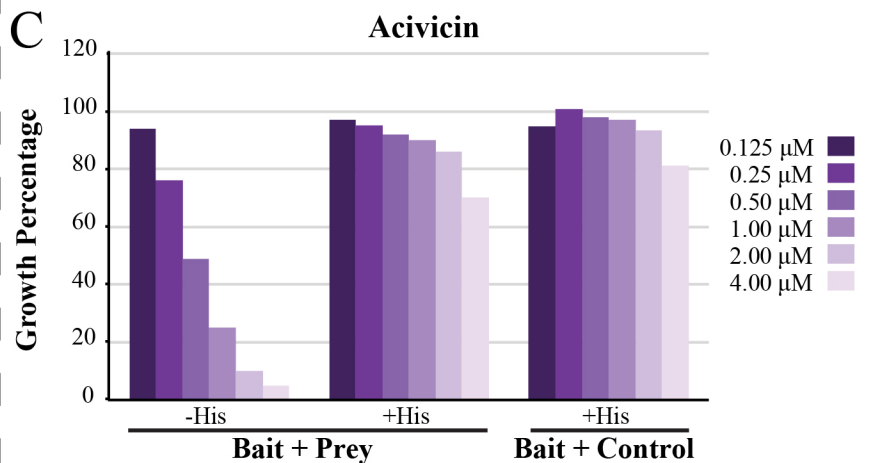 C
Acivicin
Growth Percentage
120
100
80
60
40
20
0
-His
+His
+His
Bait + Prey
Bait + Control
0.125 μM
0.25 μM
0.50 μM
1.00 μM
2.00 μM
4.00 μM